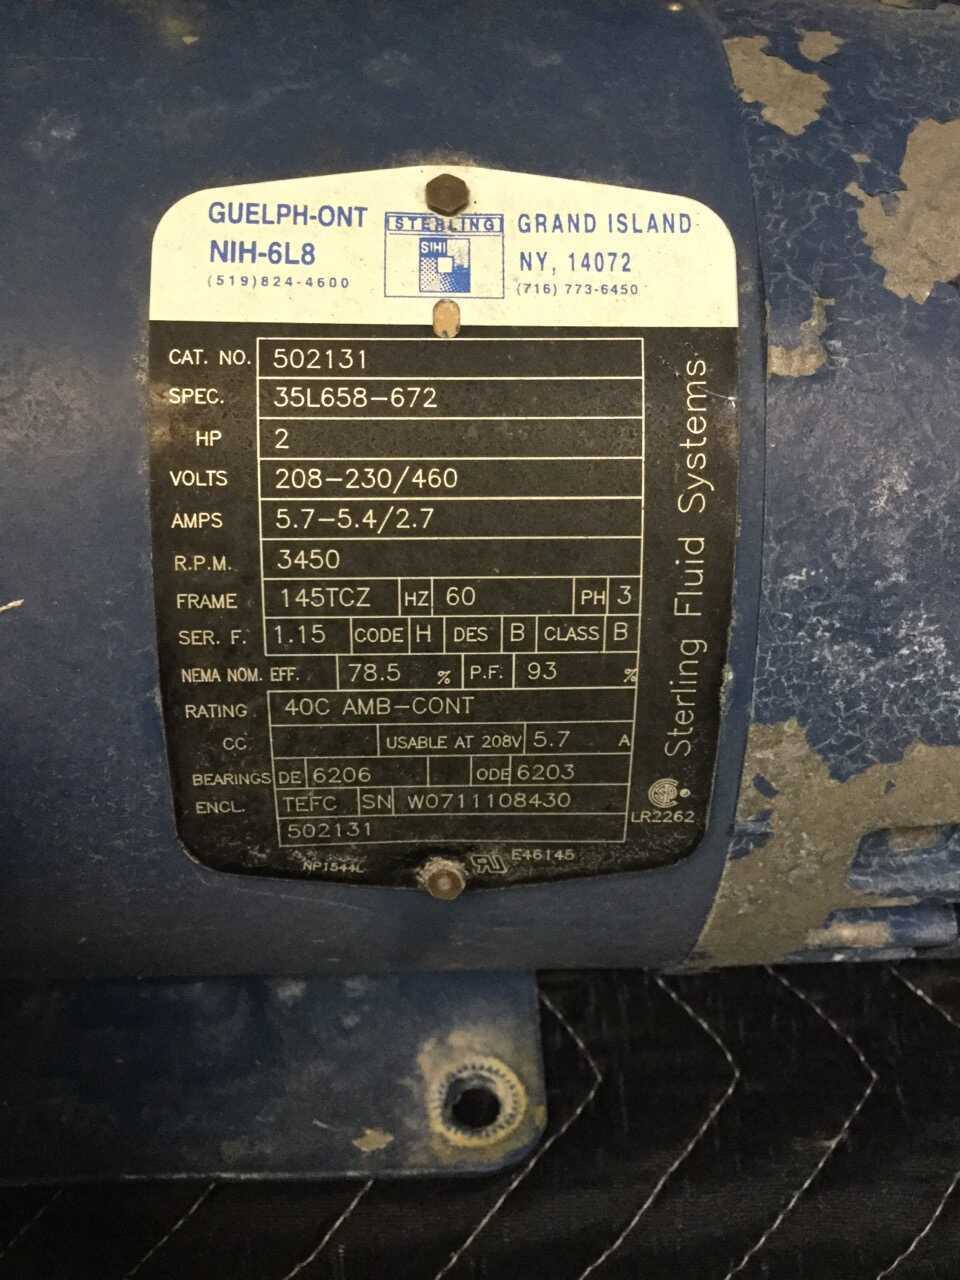 GUELPH-ONT
NIH-6L8
(519)824-4600
STERLING
SIHI
GRAND ISLAND
NY, 14072
(716) 773-6450
CAT. NO. 502131
SPEC. 35L658-672
HP 2
VOLTS 208-230/460
AMPS 5.7-5.4/2.7
R.P.M. 3450
FRAME 145TCZ HZ 60 PH 3
SER. F. 1.15 CODE H DES B CLASS B
NEMA NOM. EFF. 78.5 % P.F. 93 %
RATING 40C AMB-CONT
CC USABLE AT 208V 5.7 A
BEARINGS DE 6206 ODE 6203
ENCL. TEFC SN W0711108430
502131
Sterling Fluid Systems
LR2262
NP1544L
E46145